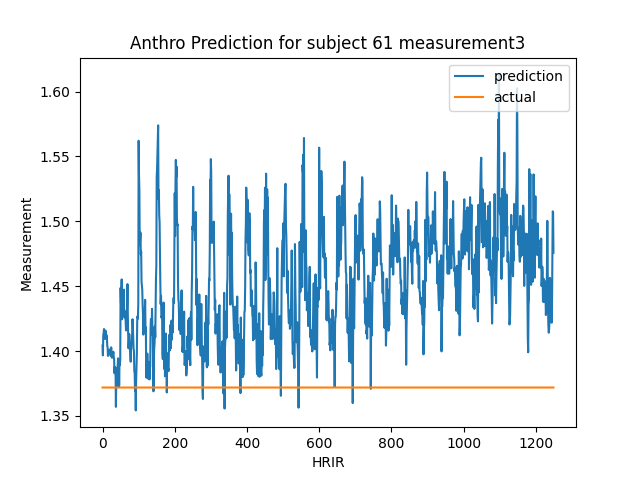 Anthro Prediction for subject 61 measurement3
prediction
actual
1.60
1.55
1.50
1.45
1.40
1.35
Measurement
0 200 400 600 800 1000 1200
HRIR